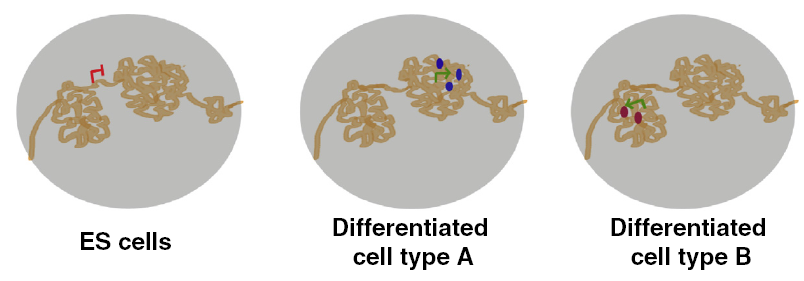 ES cells
Differentiated
cell type A
Differentiated
cell type B